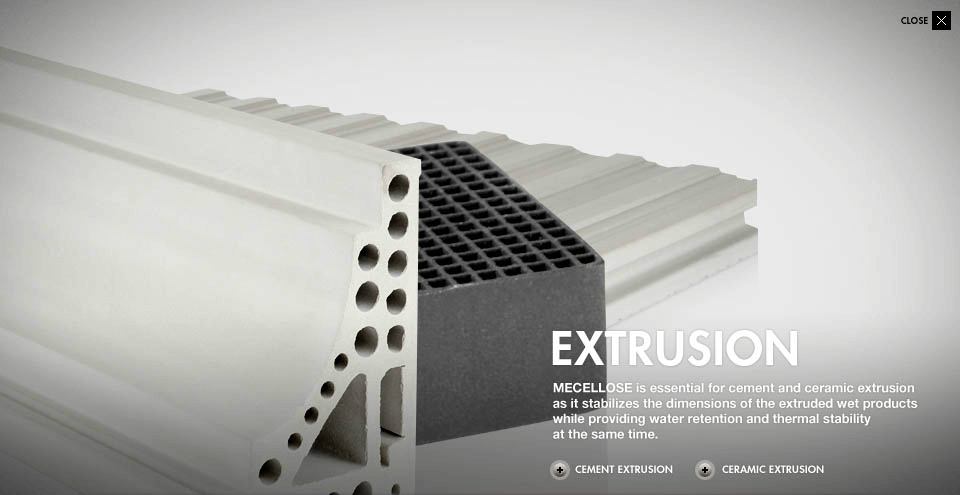 CLOSE
EXTRUSION
MECELLOSE is essential for cement and ceramic extrusion
as it stabilizes the dimensions of the extruded wet products
while providing water retention and thermal stability
at the same time.
CEMENT EXTRUSION
CERAMIC EXTRUSION